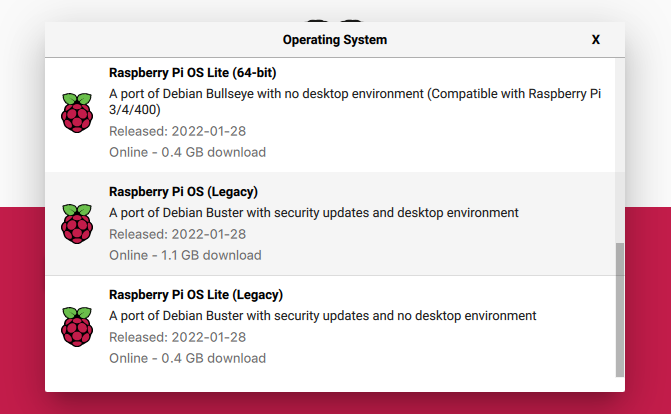 Operating System
X
Raspberry Pi OS Lite (64-bit)
A port of Debian Bullseye with no desktop environment (Compatible with Raspberry Pi
3/4/400)
Released: 2022-01-28
Online - 0.4 GB download
Raspberry Pi OS (Legacy)
A port of Debian Buster with security updates and desktop environment
Released: 2022-01-28
Online - 1.1 GB download
Raspberry Pi OS Lite (Legacy)
A port of Debian Buster with security updates and no desktop environment
Released: 2022-01-28
Online - 0.4 GB download